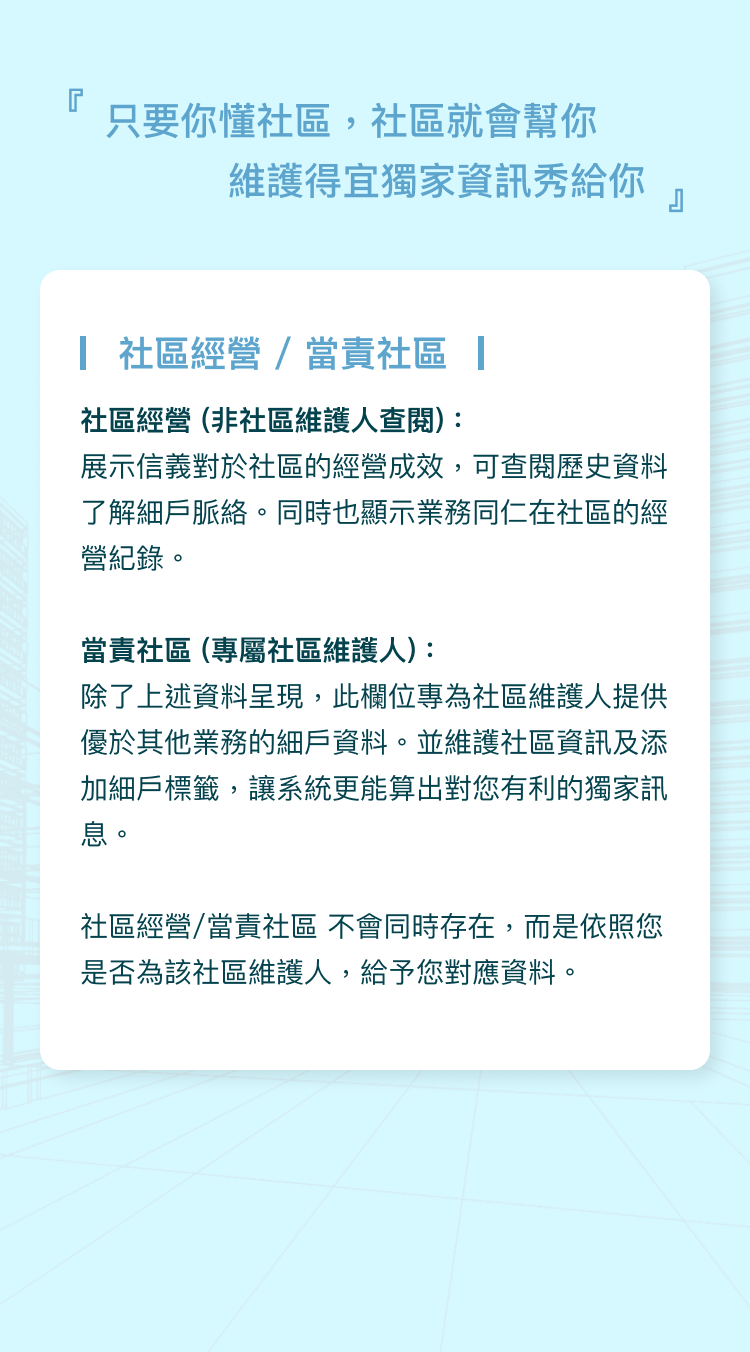 『只要你懂社區，社區就會幫你
維護得宜獨家資訊秀給你』
社區經營 / 當責社區
社區經營 (非社區維護人查閱)：
展示信義對於社區的經營成效，可查閱歷史資料
了解細戶脈絡。同時也顯示業務同仁在社區的經
營紀錄。
當責社區 (專屬社區維護人)：
除了上述資料呈現，此欄位專為社區維護人提供
優於其他業務的細戶資料。並維護社區資訊及添
加細戶標籤，讓系統更能算出對您有利的獨家訊
息。
社區經營/當責社區 不會同時存在，而是依照您
是否為該社區維護人，給予您對應資料。